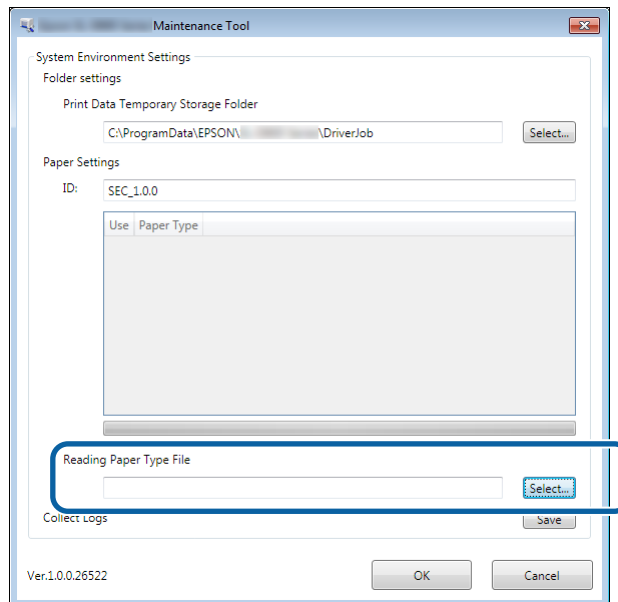 Maintenance Tool
System Environment Settings
Folder settings
Print Data Temporary Storage Folder
C:\ProgramData\EPSON\ \DriverJob Select...
Paper Settings
ID: SEC_1.0.0
Use Paper Type
Reading Paper Type File
Select...
Collect Logs Save
Ver.1.0.0.26522 OK Cancel